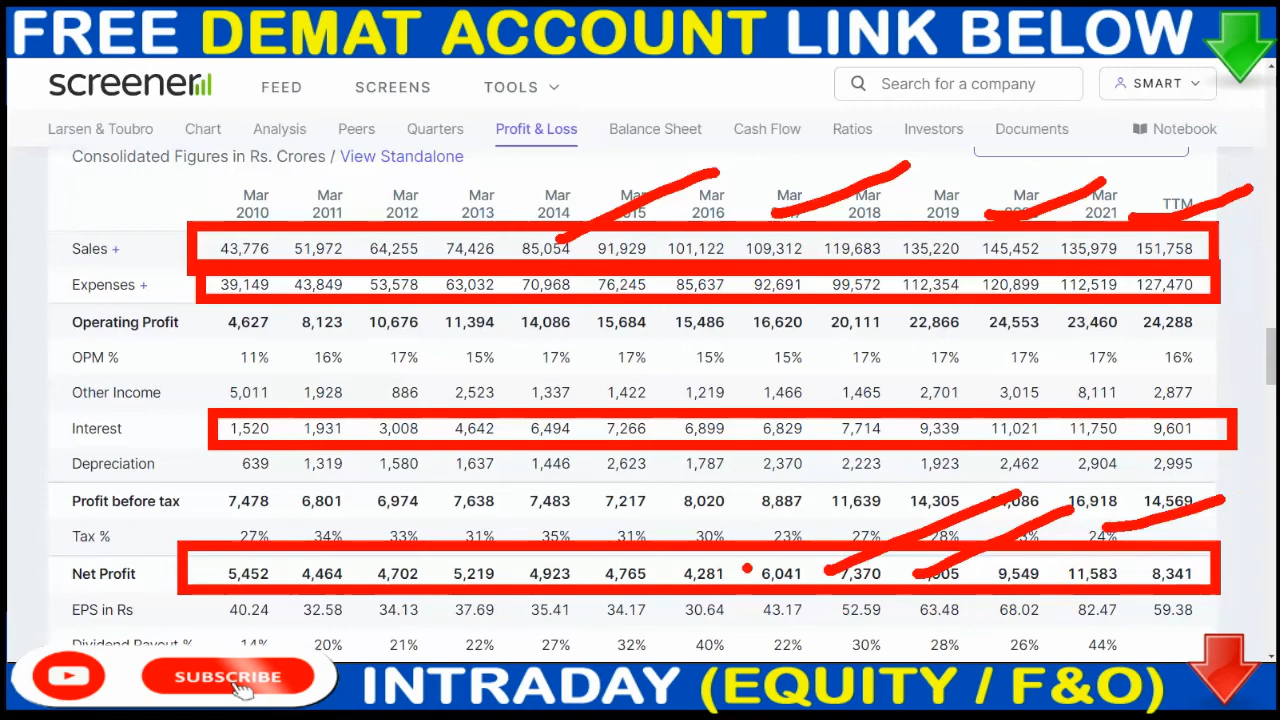 FREE DEMAT ACCOUNT LINK BELOW
screener FEED SCREENS TOOLS Search for a company SMART
Larsen & Toubro Chart Analysis Peers Quarters Profit & Loss Balance Sheet Cash Flow Ratios Investors Documents Notebook
Consolidated Figures in Rs. Crores / View Standalone
Mar Mar Mar Mar Mar Mar Mar Mar Mar Mar Mar Mar
2010 2011 2012 2013 2014 2015 2016 2018 2019 2021 TTM
Sales + 43,776 51,972 64,255 74,426 85,054 91,929 101,122 109,312 119,683 135,220 145,452 135,979 151,758
Expenses + 39,149 43,849 53,578 63,032 70,968 76,245 85,637 92,691 99,572 112,354 120,899 112,519 127,470
Operating Profit 4,627 8,123 10,676 11,394 14,086 15,684 15,486 16,620 20,111 22,866 24,553 23,460 24,288
OPM % 11% 16% 17% 15% 17% 17% 15% 15% 17% 17% 17% 17% 16%
Other Income 5,011 1,928 886 2,523 1,337 1,422 1,219 1,466 1,465 2,701 3,015 8,111 2,877
Interest 1,520 1,931 3,008 4,642 6,494 7,266 6,899 6,829 7,714 9,339 11,021 11,750 9,601
Depreciation 639 1,319 1,580 1,637 1,446 2,623 1,787 2,370 2,223 1,923 2,462 2,904 2,995
Profit before tax 7,478 6,801 6,974 7,638 7,483 7,217 8,020 8,887 11,639 14,305 16,918 14,569
Tax % 27% 34% 33% 31% 35% 31% 30% 23% 27% 28% 24%
Net Profit 5,452 4,464 4,702 5,219 4,923 4,765 4,281 6,041 7,370 9,549 11,583 8,341
EPS in Rs 40.24 32.58 34.13 37.69 35.41 34.17 30.64 43.17 52.59 63.48 68.02 82.47 59.38
Dividend Payout % 14% 20% 21% 22% 27% 32% 40% 22% 30% 28% 26% 44%
SUBSCRIBE
INTRADAY (EQUITY / F&O)